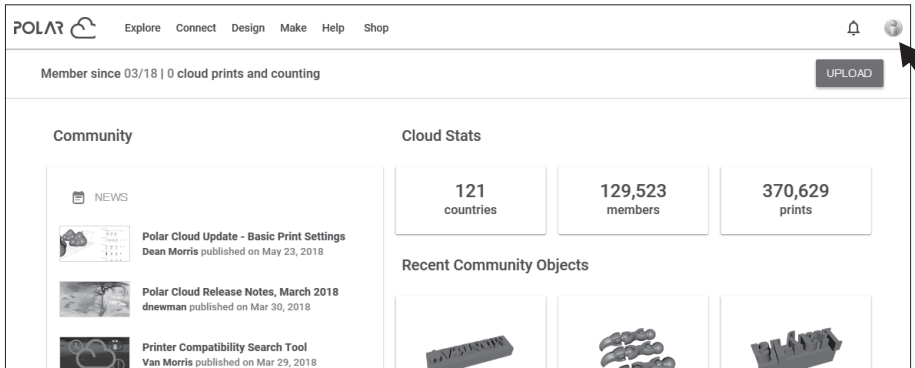 POLAR
Explore Connect Design Make Help Shop
Member since 03/18 | 0 cloud prints and counting
UPLOAD
Community
NEWS
Polar Cloud Update - Basic Print Settings
Dean Morris published on May 23, 2018
Polar Cloud Release Notes, March 2018
dnewman published on Mar 30, 2018
Printer Compatibility Search Tool
Van Morris published on Mar 29, 2018
Cloud Stats
121
countries
129,523
members
370,629
prints
Recent Community Objects